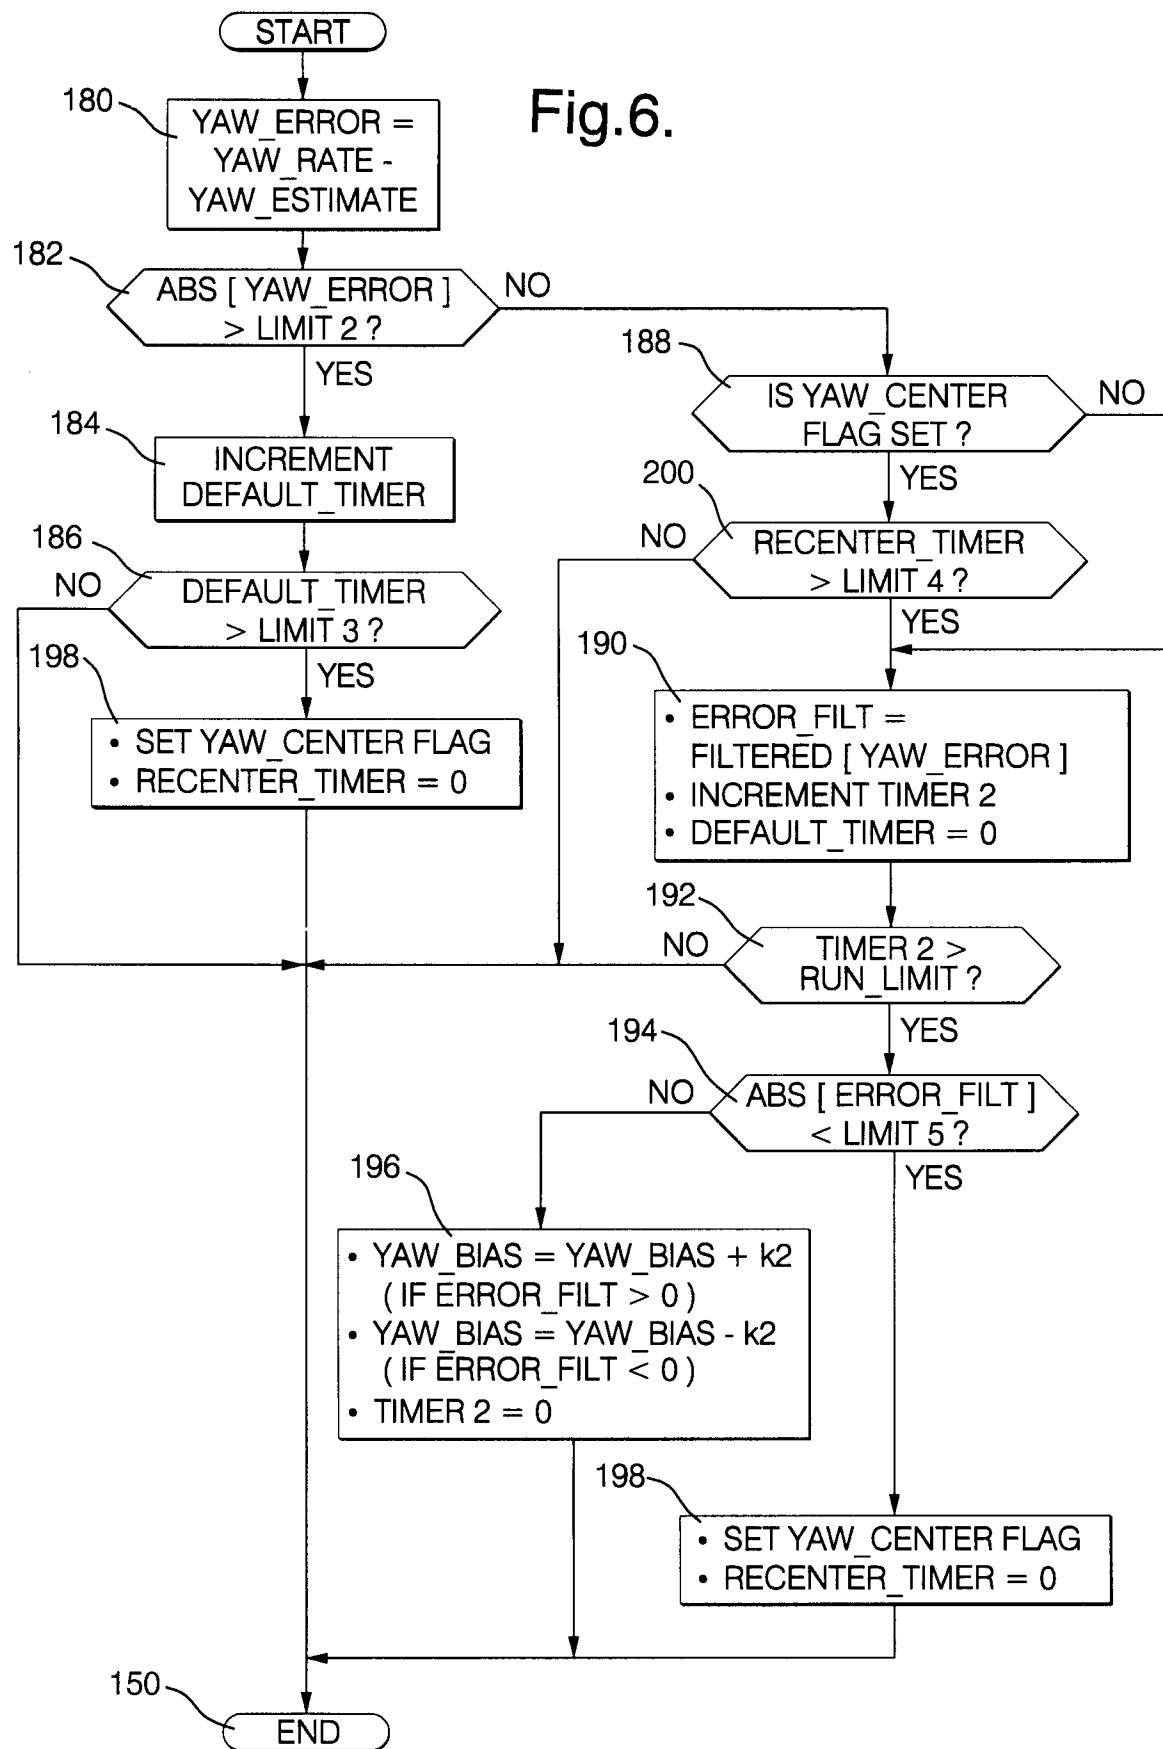 START
Fig.6.
180
YAW_ERROR =
YAW_RATE -
YAW_ESTIMATE
182
ABS [ YAW_ERROR ]
> LIMIT 2 ?
NO
YES
188
IS YAW_CENTER
FLAG SET ?
NO
YES
184
INCREMENT
DEFAULT_TIMER
200
NO
RECENTER_TIMER
> LIMIT 4 ?
YES
186
NO
DEFAULT_TIMER
> LIMIT 3 ?
YES
198
• SET YAW_CENTER FLAG
• RECENTER_TIMER = 0
190
• ERROR_FILT =
FILTERED [ YAW_ERROR ]
• INCREMENT TIMER 2
• DEFAULT_TIMER = 0
192
NO
TIMER 2 >
RUN_LIMIT ?
YES
194
NO
ABS [ ERROR_FILT ]
< LIMIT 5 ?
YES
196
• YAW_BIAS = YAW_BIAS + k2
( IF ERROR_FILT > 0 )
• YAW_BIAS = YAW_BIAS - k2
( IF ERROR_FILT < 0 )
• TIMER 2 = 0
198
• SET YAW_CENTER FLAG
• RECENTER_TIMER = 0
150
END